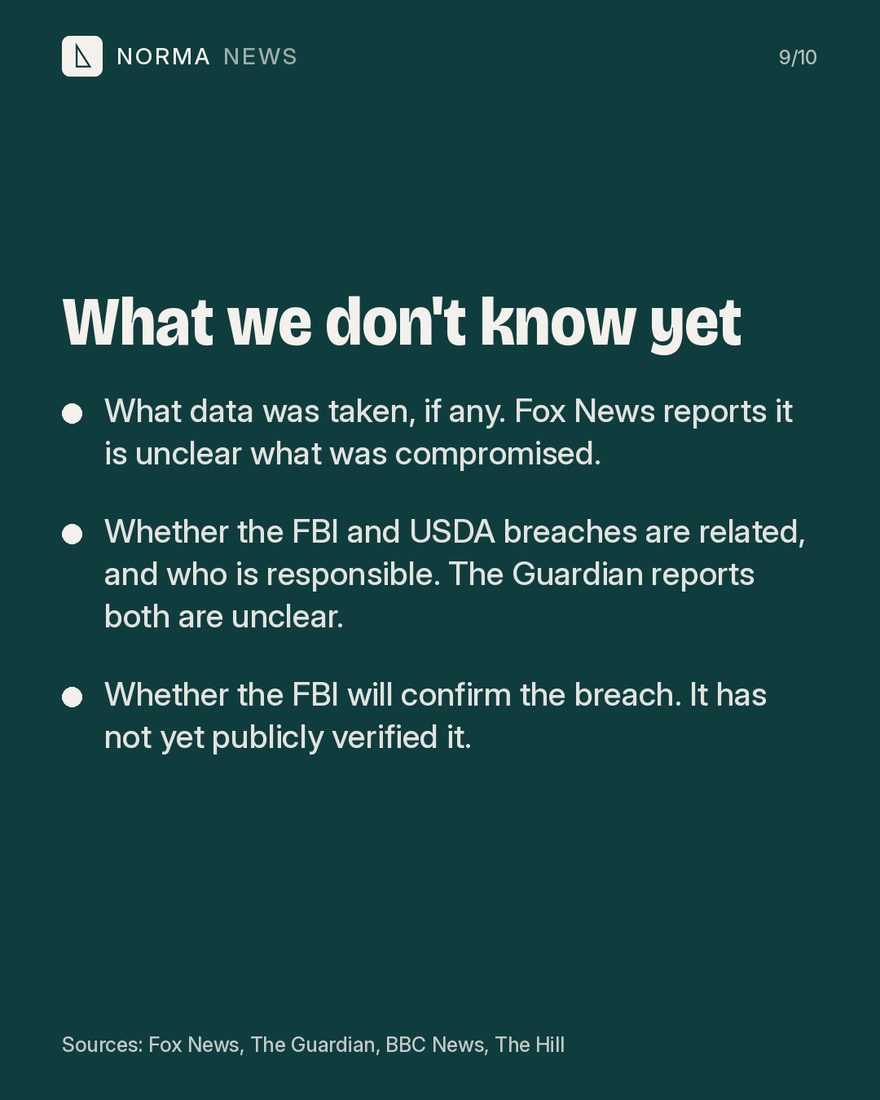 NORMA NEWS
9/10
What we don't know yet
What data was taken, if any. Fox News reports it
is unclear what was compromised.
Whether the FBI and USDA breaches are related,
and who is responsible. The Guardian reports
both are unclear.
Whether the FBI will confirm the breach. It has
not yet publicly verified it.
Sources: Fox News, The Guardian, BBC News, The Hill